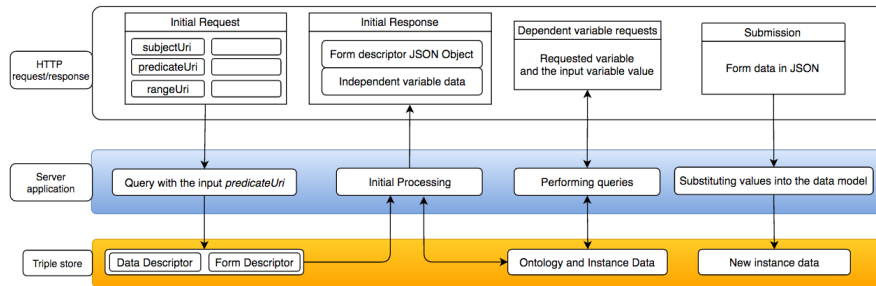 Initial Request
Initial Response
Dependent variable requests
Submission
HTTP
request/response
subjectUri
predicateUri
rangeUri
Form descriptor JSON Object
Independent variable data
Requested variable
and the input variable value
Form data in JSON
Server
application
Query with the input predicateUri
Initial Processing
Performing queries
Substituting values into the data model
Triple store
Data Descriptor
Form Descriptor
Ontology and Instance Data
New instance data